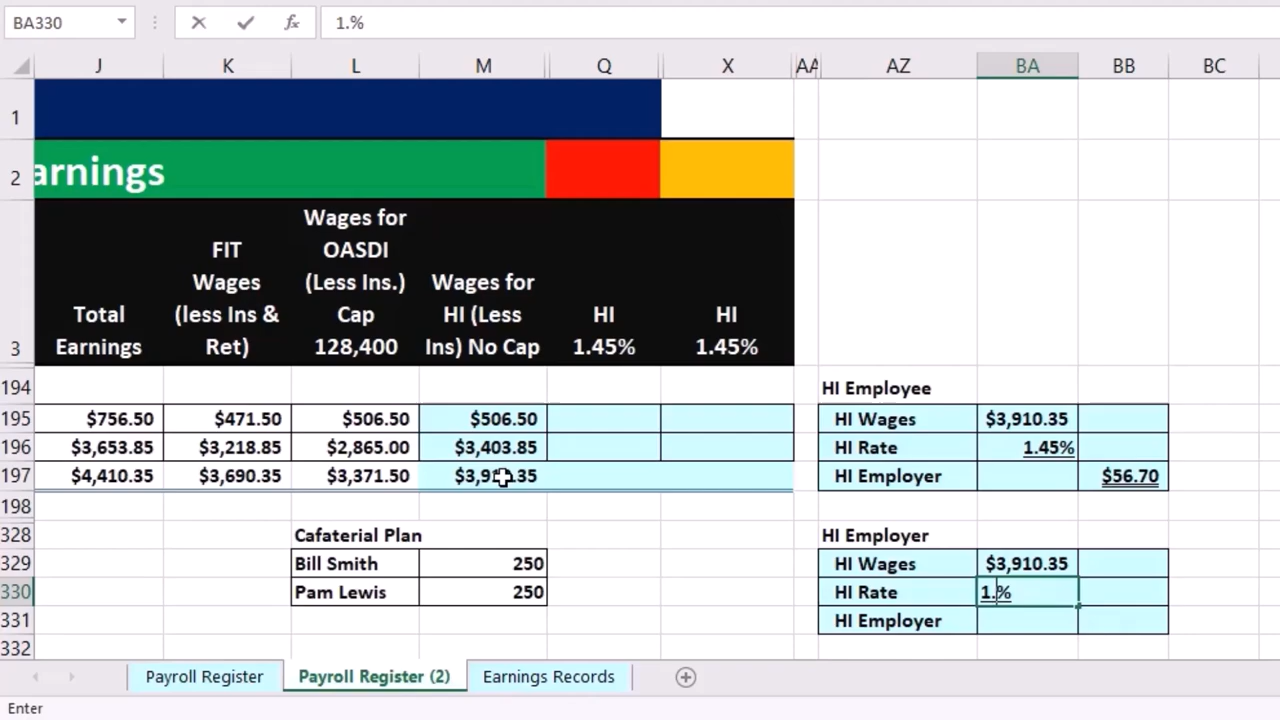 BA330 1.%
J K L M Q X AA AZ BA BB BC
1
2 arnings
3 Total Earnings FIT Wages (less Ins & Ret) Wages for OASDI (Less Ins.) Cap 128,400 Wages for HI (Less Ins) No Cap HI 1.45% HI 1.45%
194 HI Employee
195 $756.50 $471.50 $506.50 $506.50 HI Wages $3,910.35
196 $3,653.85 $3,218.85 $2,865.00 $3,403.85 HI Rate 1.45%
197 $4,410.35 $3,690.35 $3,371.50 $3,910.35 HI Employer $56.70
198
328 Cafaterial Plan HI Employer
329 Bill Smith 250 HI Wages $3,910.35
330 Pam Lewis 250 HI Rate 1.%
331 HI Employer
332
Payroll Register Payroll Register (2) Earnings Records
Enter